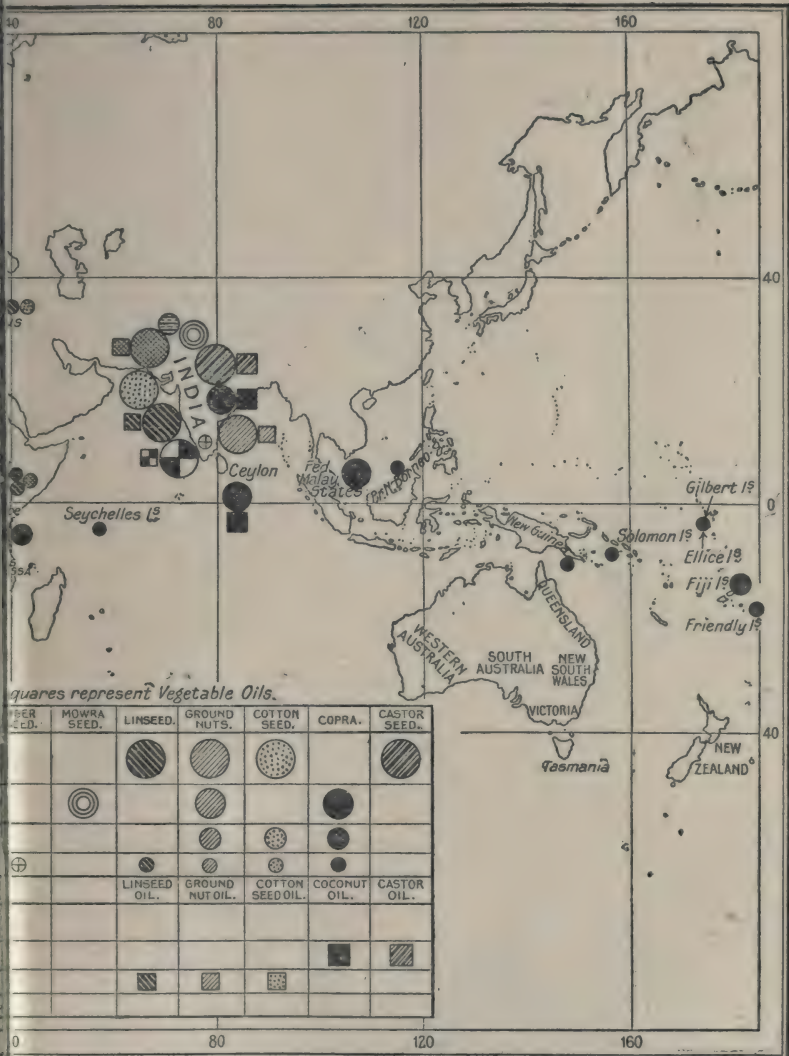 40 80 120 160
40
INDIA
Ceylon
Fed.
Malay
States
Br. N. Borneo
0
Gilbert Is
Seychelles Is
New Guinea
Solomon Is
Ellice Is
Fiji Is
Friendly Is
QUEENSLAND
WESTERN
AUSTRALIA
SOUTH
AUSTRALIA
NEW
SOUTH
WALES
VICTORIA
Tasmania
40
NEW
ZEALAND
quares represent Vegetable Oils.
MOWRA
SEED.
LINSEED.
GROUND
NUTS.
COTTON
SEED.
COPRA.
CASTOR
SEED.
LINSEED
OIL.
GROUND
NUT OIL.
COTTON
SEED OIL.
COCONUT
OIL.
CASTOR
OIL.
0 80 120 160